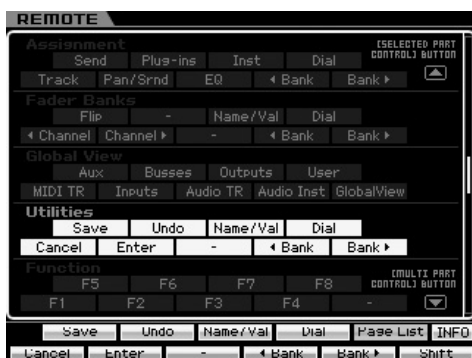 REMOTE
Assignment
[SELECTED PART
CONTROL] BUTTON
Send Plug-ins Inst Dial
Track Pan/Srnd EQ ◀ Bank Bank ▶
Fader Banks
Flip - Name/Val Dial
◀ Channel Channel ▶ - ◀ Bank Bank ▶
Global View
Aux Busses Outputs User
MIDI TR Inputs Audio TR Audio Inst GlobalView
Utilities
Save Undo Name/Val Dial
Cancel Enter - ◀ Bank Bank ▶
Function
[MULTI PART
CONTROL] BUTTON
F5 F6 F7 F8
F1 F2 F3 F4 -
Save Undo Name/Val Dial Page List INFO
Cancel Enter - ◀ Bank Bank ▶ Shift